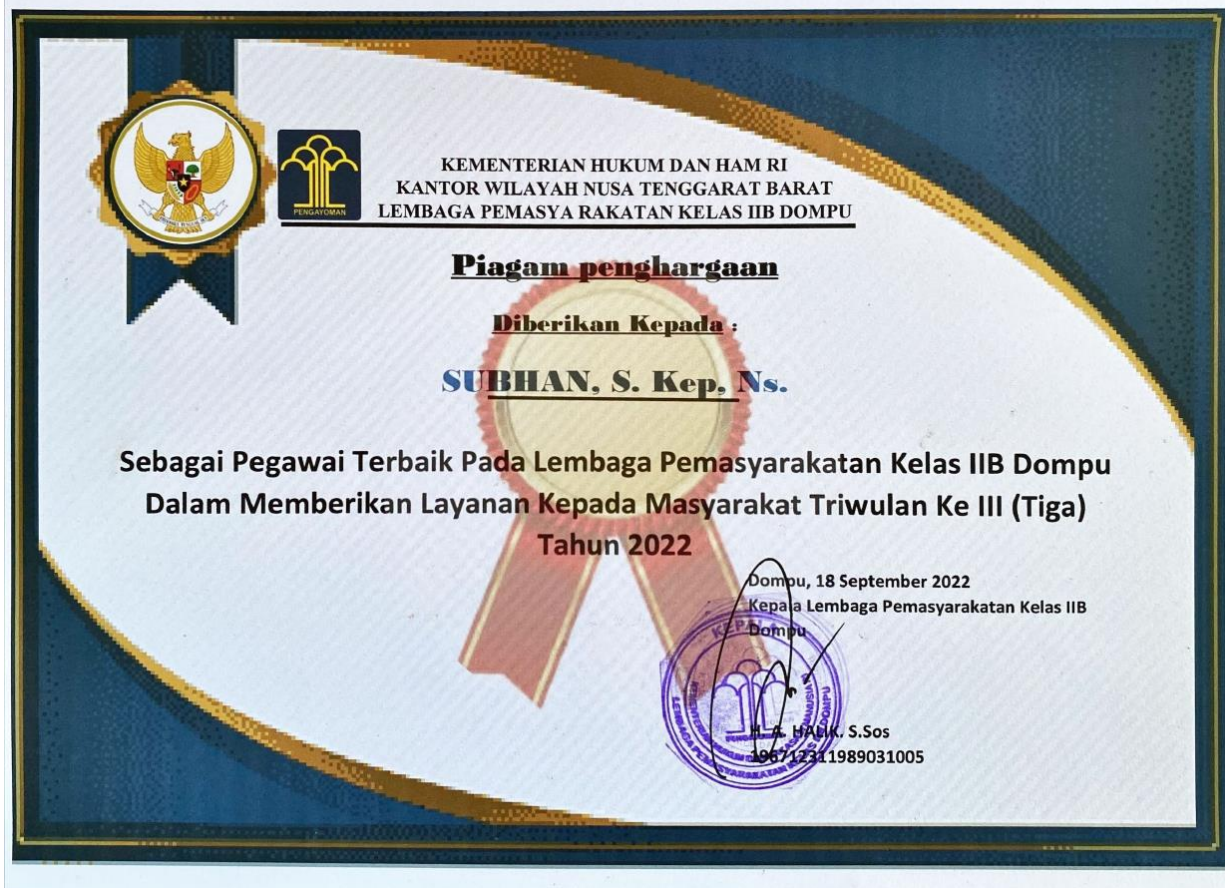 KEMENTERIAN HUKUM DAN HAM RI
KANTOR WILAYAH NUSA TENGGARAT BARAT
LEMBAGA PEMASYA RAKATAN KELAS IIB DOMPU
PENGAYOMAN
Piagam penghargaan
Diberikan Kepada :
SUBHAN, S. Kep, Ns.
Sebagai Pegawai Terbaik Pada Lembaga Pemasyarakatan Kelas IIB Dompu
Dalam Memberikan Layanan Kepada Masyarakat Triwulan Ke III (Tiga)
Tahun 2022
Dompu, 18 September 2022
Kepala Lembaga Pemasyarakatan Kelas IIB
Dompu
KEPALA
H. A. HALIK. S.Sos
196712311989031005